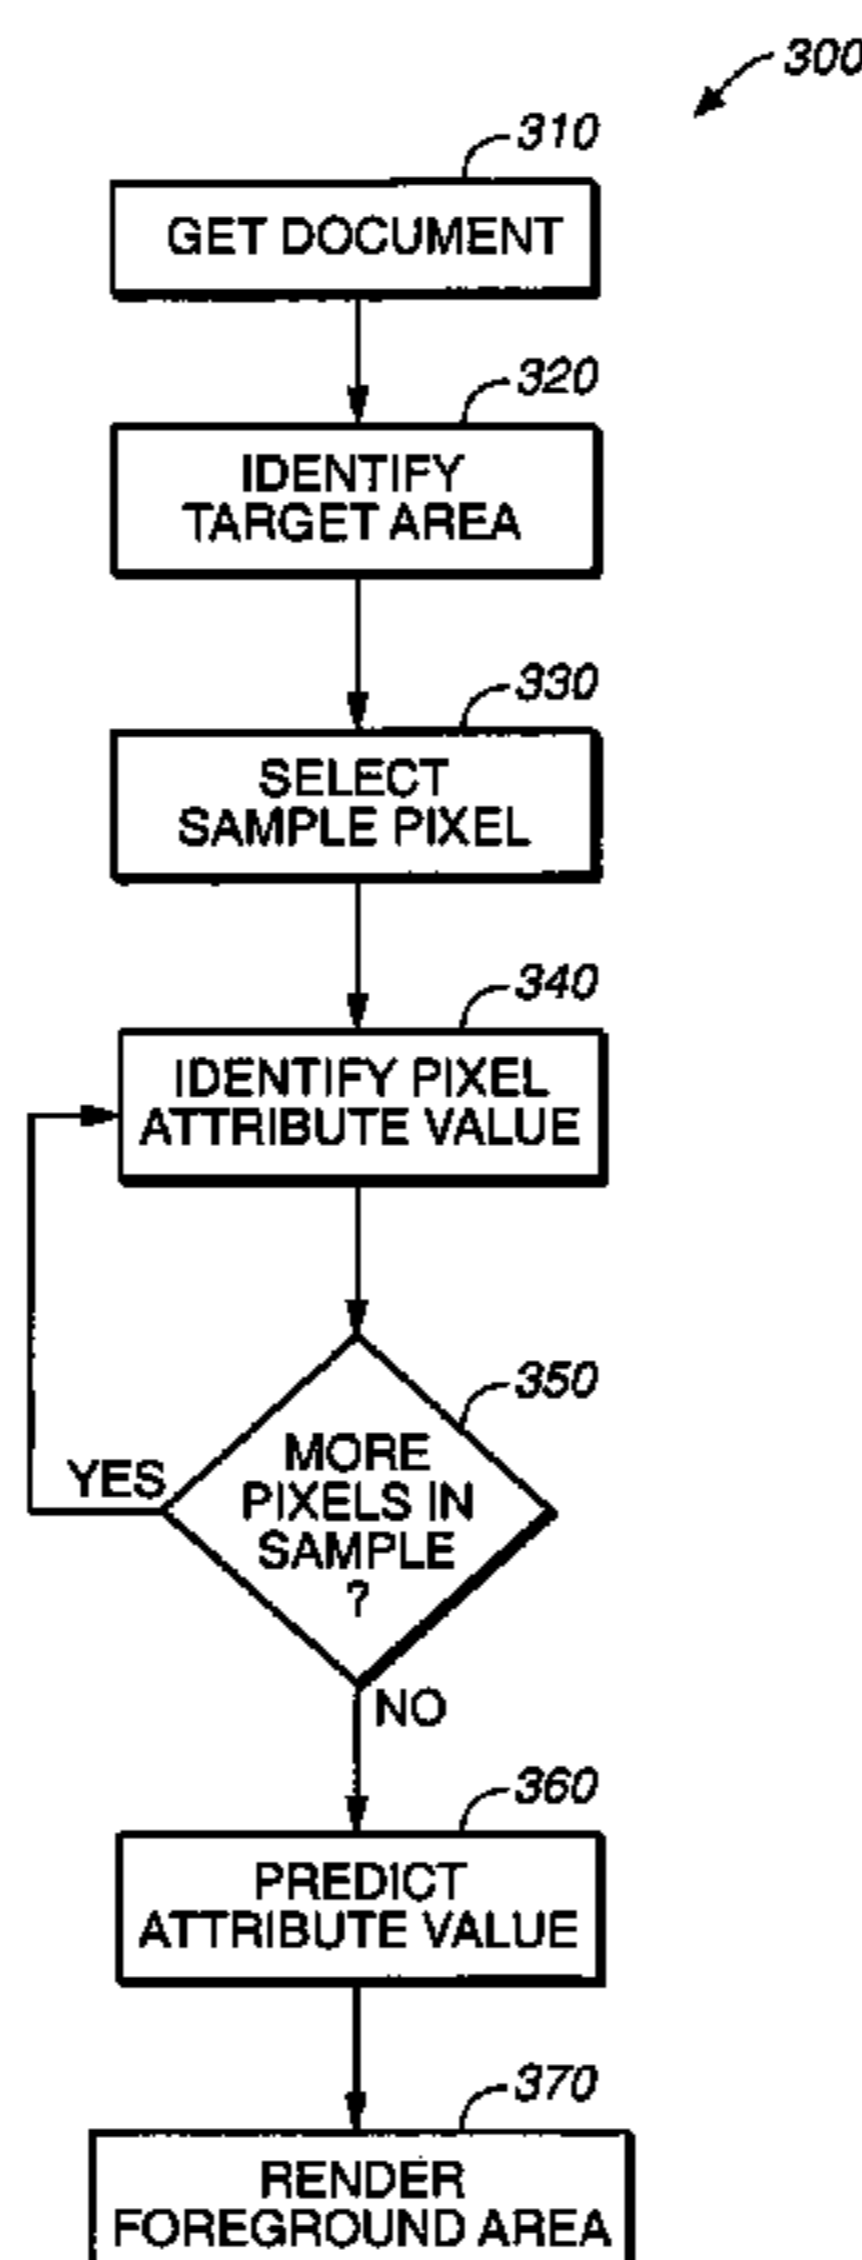 300
310
GET DOCUMENT
320
IDENTIFY
TARGET AREA
330
SELECT
SAMPLE PIXEL
340
IDENTIFY PIXEL
ATTRIBUTE VALUE
350
MORE
PIXELS IN
SAMPLE
?
YES
NO
360
PREDICT
ATTRIBUTE VALUE
370
RENDER
FOREGROUND AREA